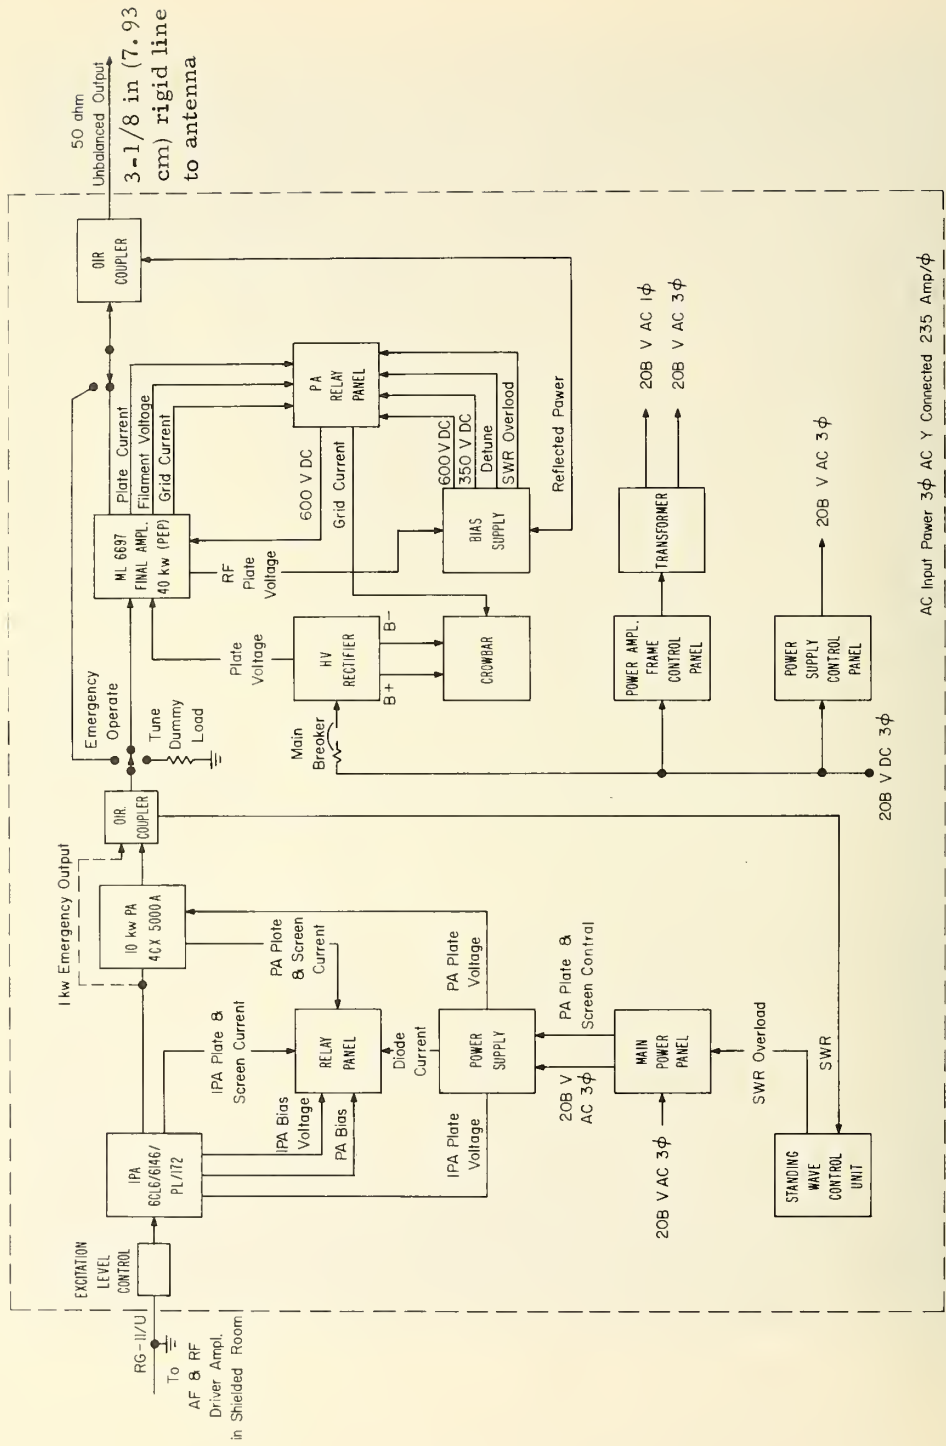 RG-11/U
To
AF & RF
Driver Ampl.
in Shielded Room
EXCITATION
LEVEL
CONTROL
IPA
6CL6/6146/
PL/172
1 kw Emergency Output
10 kw PA
4CX 5000A
DIR.
COUPLER
Emergency
Operate
Tune
Dummy
Load
IPA Plate &
Screen Current
PA Plate
& Screen
Current
IPA Bias
Voltage
PA Bias
RELAY
PANEL
Diode
Current
IPA Plate
Voltage
POWER
SUPPLY
PA Plate
Voltage
208 V
AC 3ϕ
PA Plate &
Screen Control
208 V AC 3ϕ
MAIN
POWER
PANEL
SWR Overload
SWR
STANDING
WAVE
CONTROL
UNIT
ML 6697
FINAL AMPL.
40 kw (PEP)
Plate Current
Filament Voltage
Grid Current
DIR
COUPLER
50 ohm
Unbalanced Output
3-1/8 in (7.93
cm) rigid line
to antenna
PA
RELAY
PANEL
600 V DC
Grid Current
RF
Plate
Voltage
Plate
Voltage
600 V DC
350 V DC
Detune
SWR Overload
Reflected Power
BIAS
SUPPLY
HV
RECTIFIER
B+
B-
CROWBAR
Main
Breaker
POWER AMPL.
FRAME
CONTROL
PANEL
TRANSFORMER
208 V AC 1ϕ
208 V AC 3ϕ
POWER
SUPPLY
CONTROL
PANEL
208 V AC 3ϕ
208 V DC 3ϕ
AC Input Power 3ϕ AC Y Connected 235 Amp/ϕ